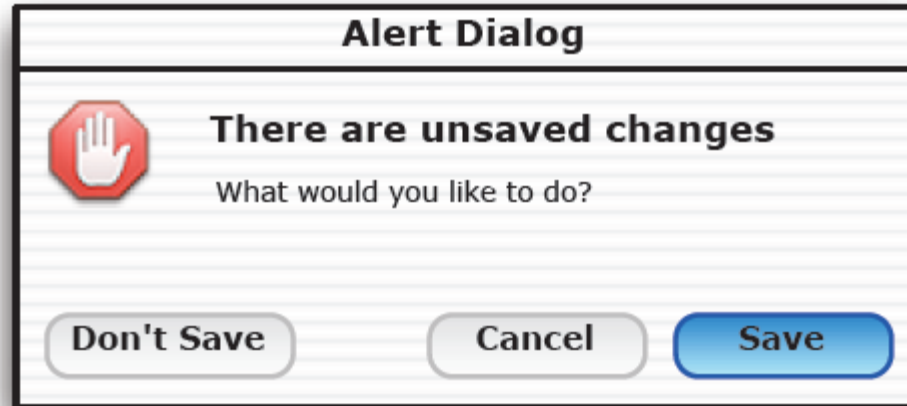 Alert Dialog
There are unsaved changes
What would you like to do?
Don't Save Cancel Save